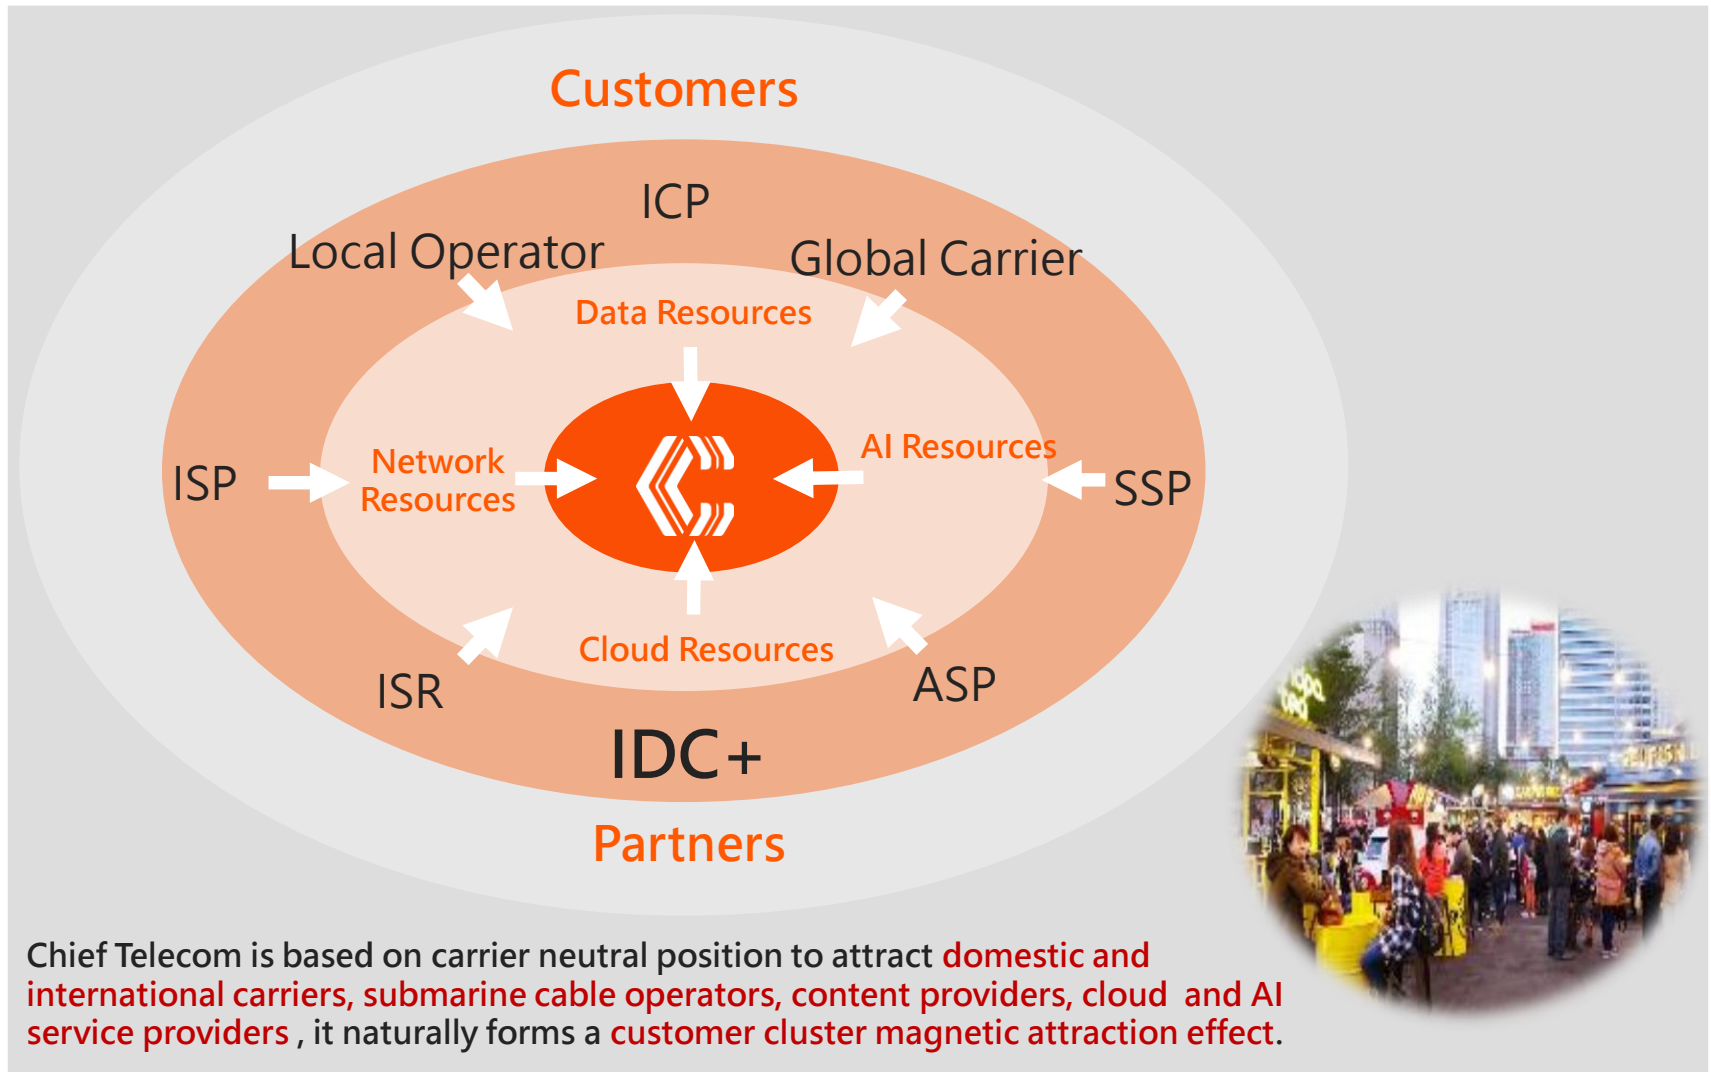 Customers
ICP
Local Operator
Global Carrier
Data Resources
AI Resources
Network
Resources
ISP
SSP
Cloud Resources
ISR
ASP
IDC+
Partners
Chief Telecom is based on carrier neutral position to attract domestic and
international carriers, submarine cable operators, content providers, cloud and AI
service providers , it naturally forms a customer cluster magnetic attraction effect.